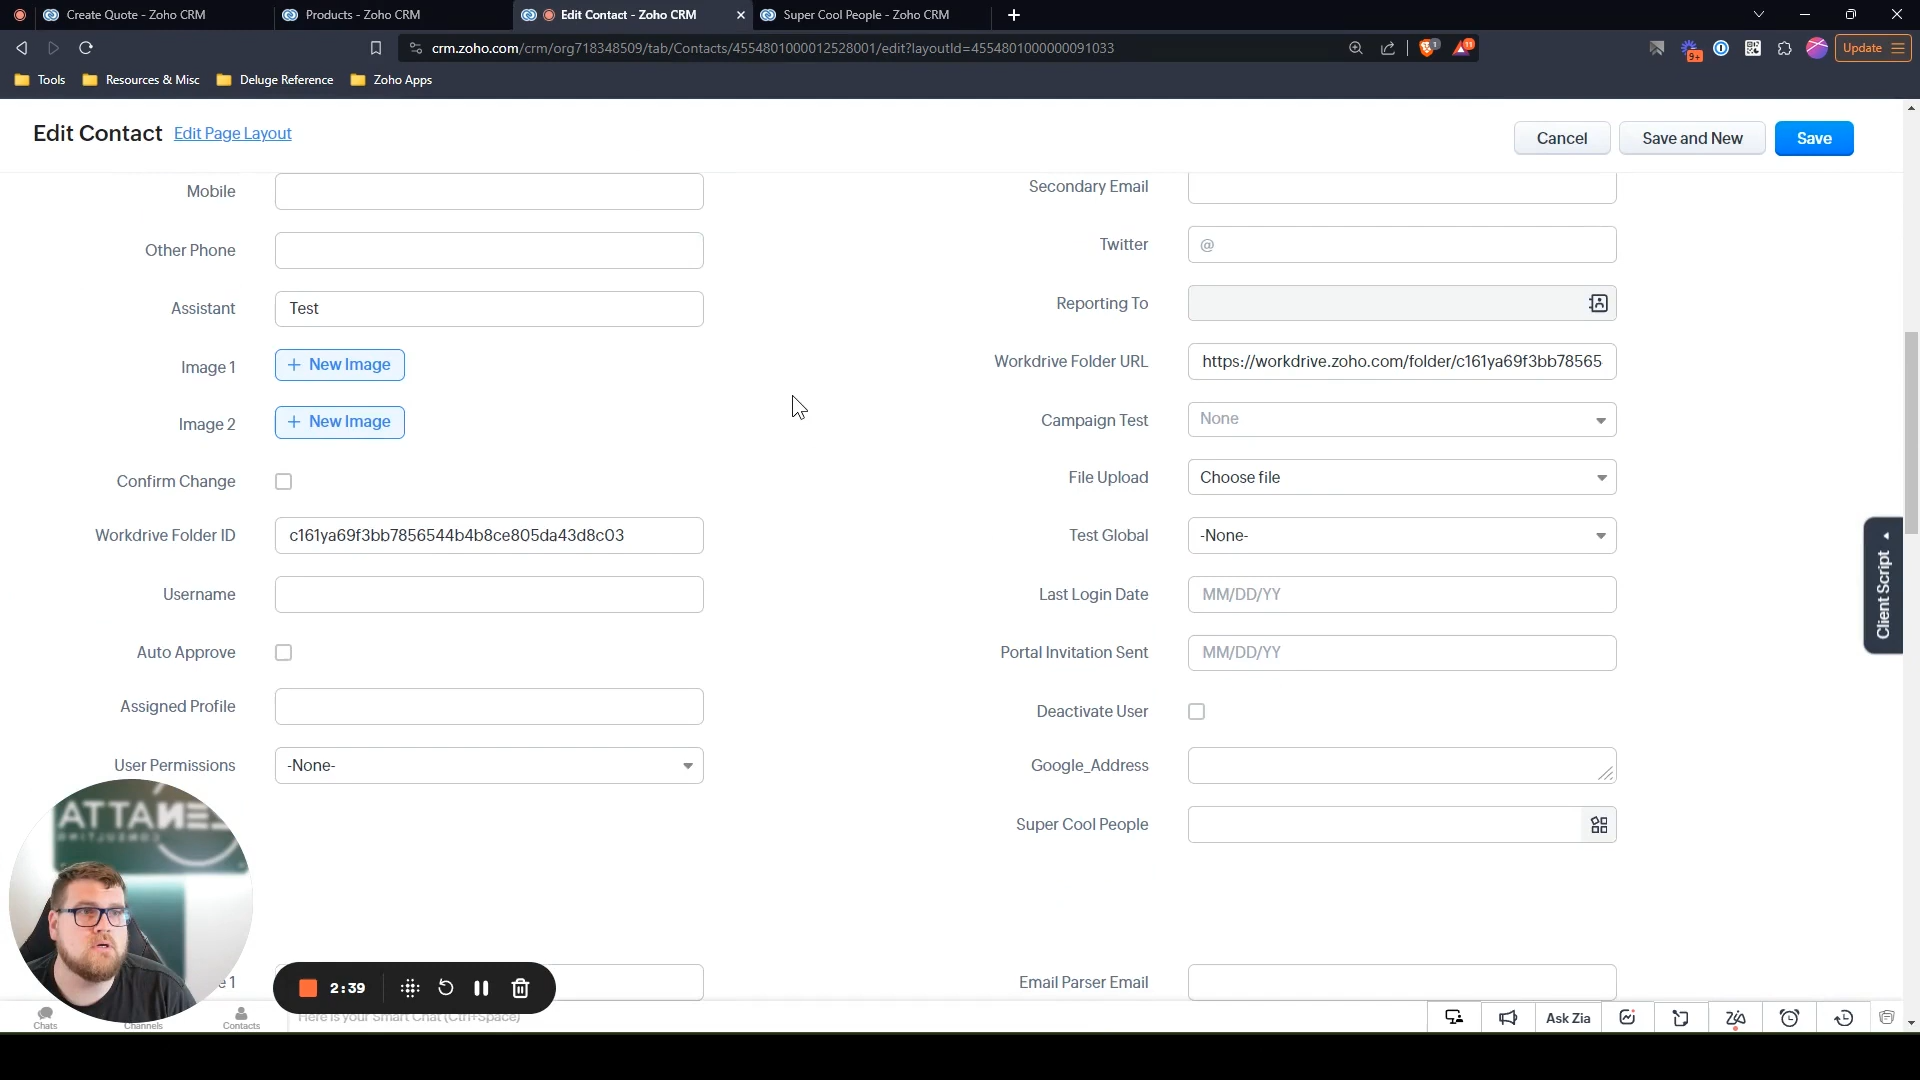 Create Quote - Zoho CRM
Products - Zoho CRM
Edit Contact - Zoho CRM
Super Cool People - Zoho CRM
crm.zoho.com/crm/org718348509/tab/Contacts/4554801000012528001/edit?layoutId=4554801000000091033
1
11
9+
Update
Tools
Resources & Misc
Deluge Reference
Zoho Apps
Edit Contact
Edit Page Layout
Cancel
Save and New
Save
Mobile
Secondary Email
Other Phone
Twitter
@
Assistant
Test
Reporting To
Image 1
New Image
Workdrive Folder URL
https://workdrive.zoho.com/folder/c161ya69f3bb78565
Image 2
New Image
Campaign Test
None
Confirm Change
File Upload
Choose file
Workdrive Folder ID
c161ya69f3bb7856544b4b8ce805da43d8c03
Test Global
-None-
Client Script
Username
Last Login Date
MM/DD/YY
Auto Approve
Portal Invitation Sent
MM/DD/YY
Assigned Profile
Deactivate User
User Permissions
-None-
Google_Address
Super Cool People
2:39
Email Parser Email
Chats
Channels
Contacts
Here is your Smart Chat (Ctrl+Space)
Ask Zia